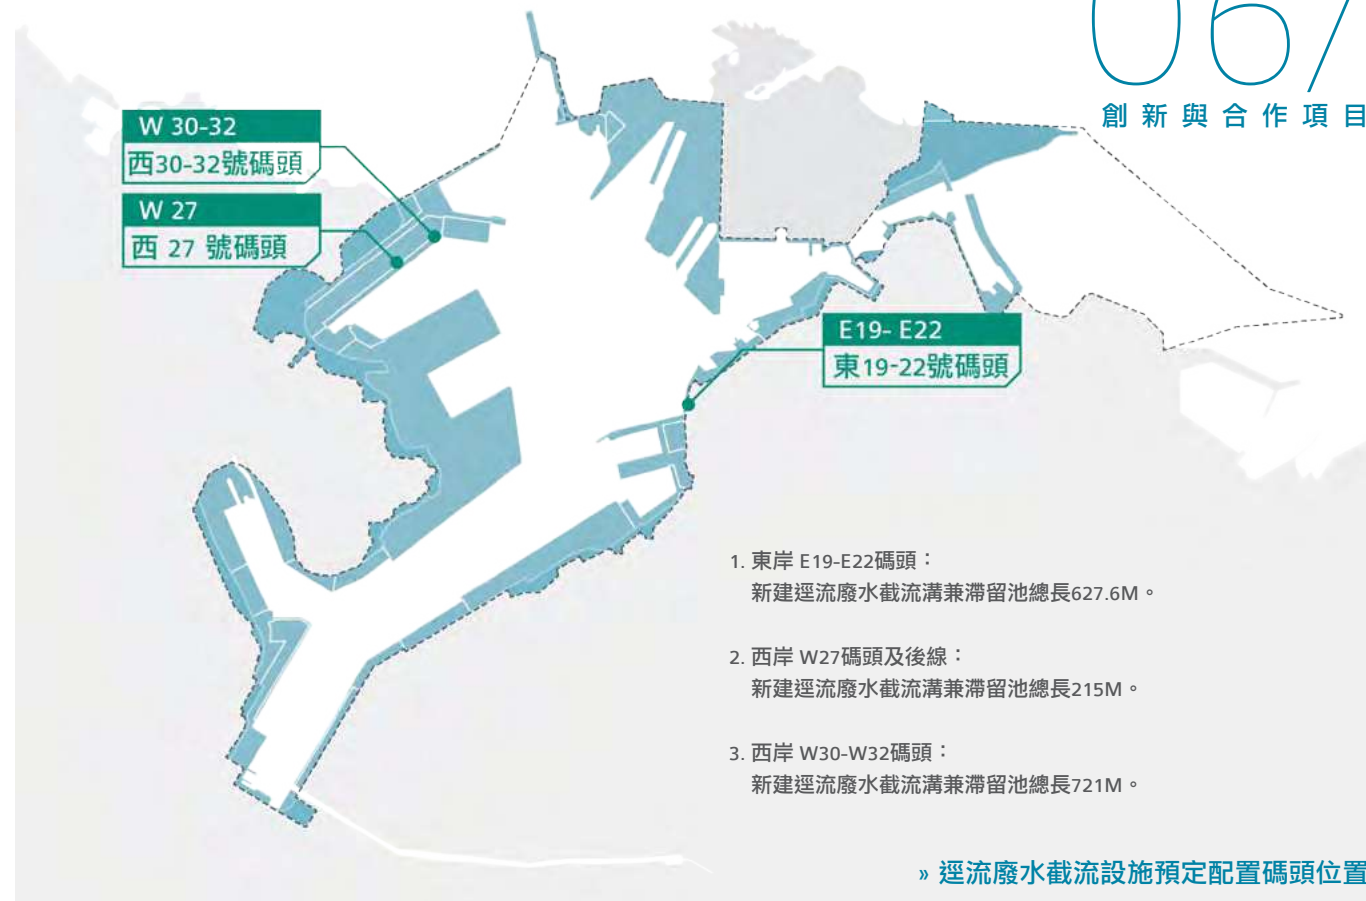 06/
創新與合作項目
W 30-32
西30-32號碼頭
W 27
西 27 號碼頭
E19- E22
東19-22號碼頭
1. 東岸 E19-E22碼頭：
新建逕流廢水截流溝兼滯留池總長627.6M。
2. 西岸 W27碼頭及後線：
新建逕流廢水截流溝兼滯留池總長215M。
3. 西岸 W30-W32碼頭：
新建逕流廢水截流溝兼滯留池總長721M。
» 逕流廢水截流設施預定配置碼頭位置